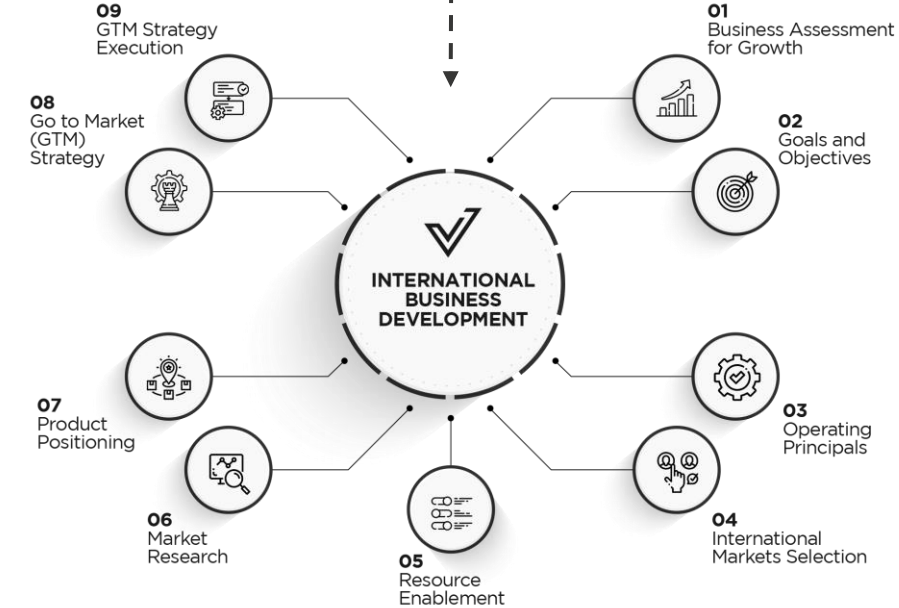 01
Business Assessment
for Growth
02
Goals and
Objectives
03
Operating
Principals
04
International
Markets Selection
05
Resource
Enablement
06
Market
Research
07
Product
Positioning
08
Go to Market
(GTM)
Strategy
09
GTM Strategy
Execution
INTERNATIONAL
BUSINESS
DEVELOPMENT